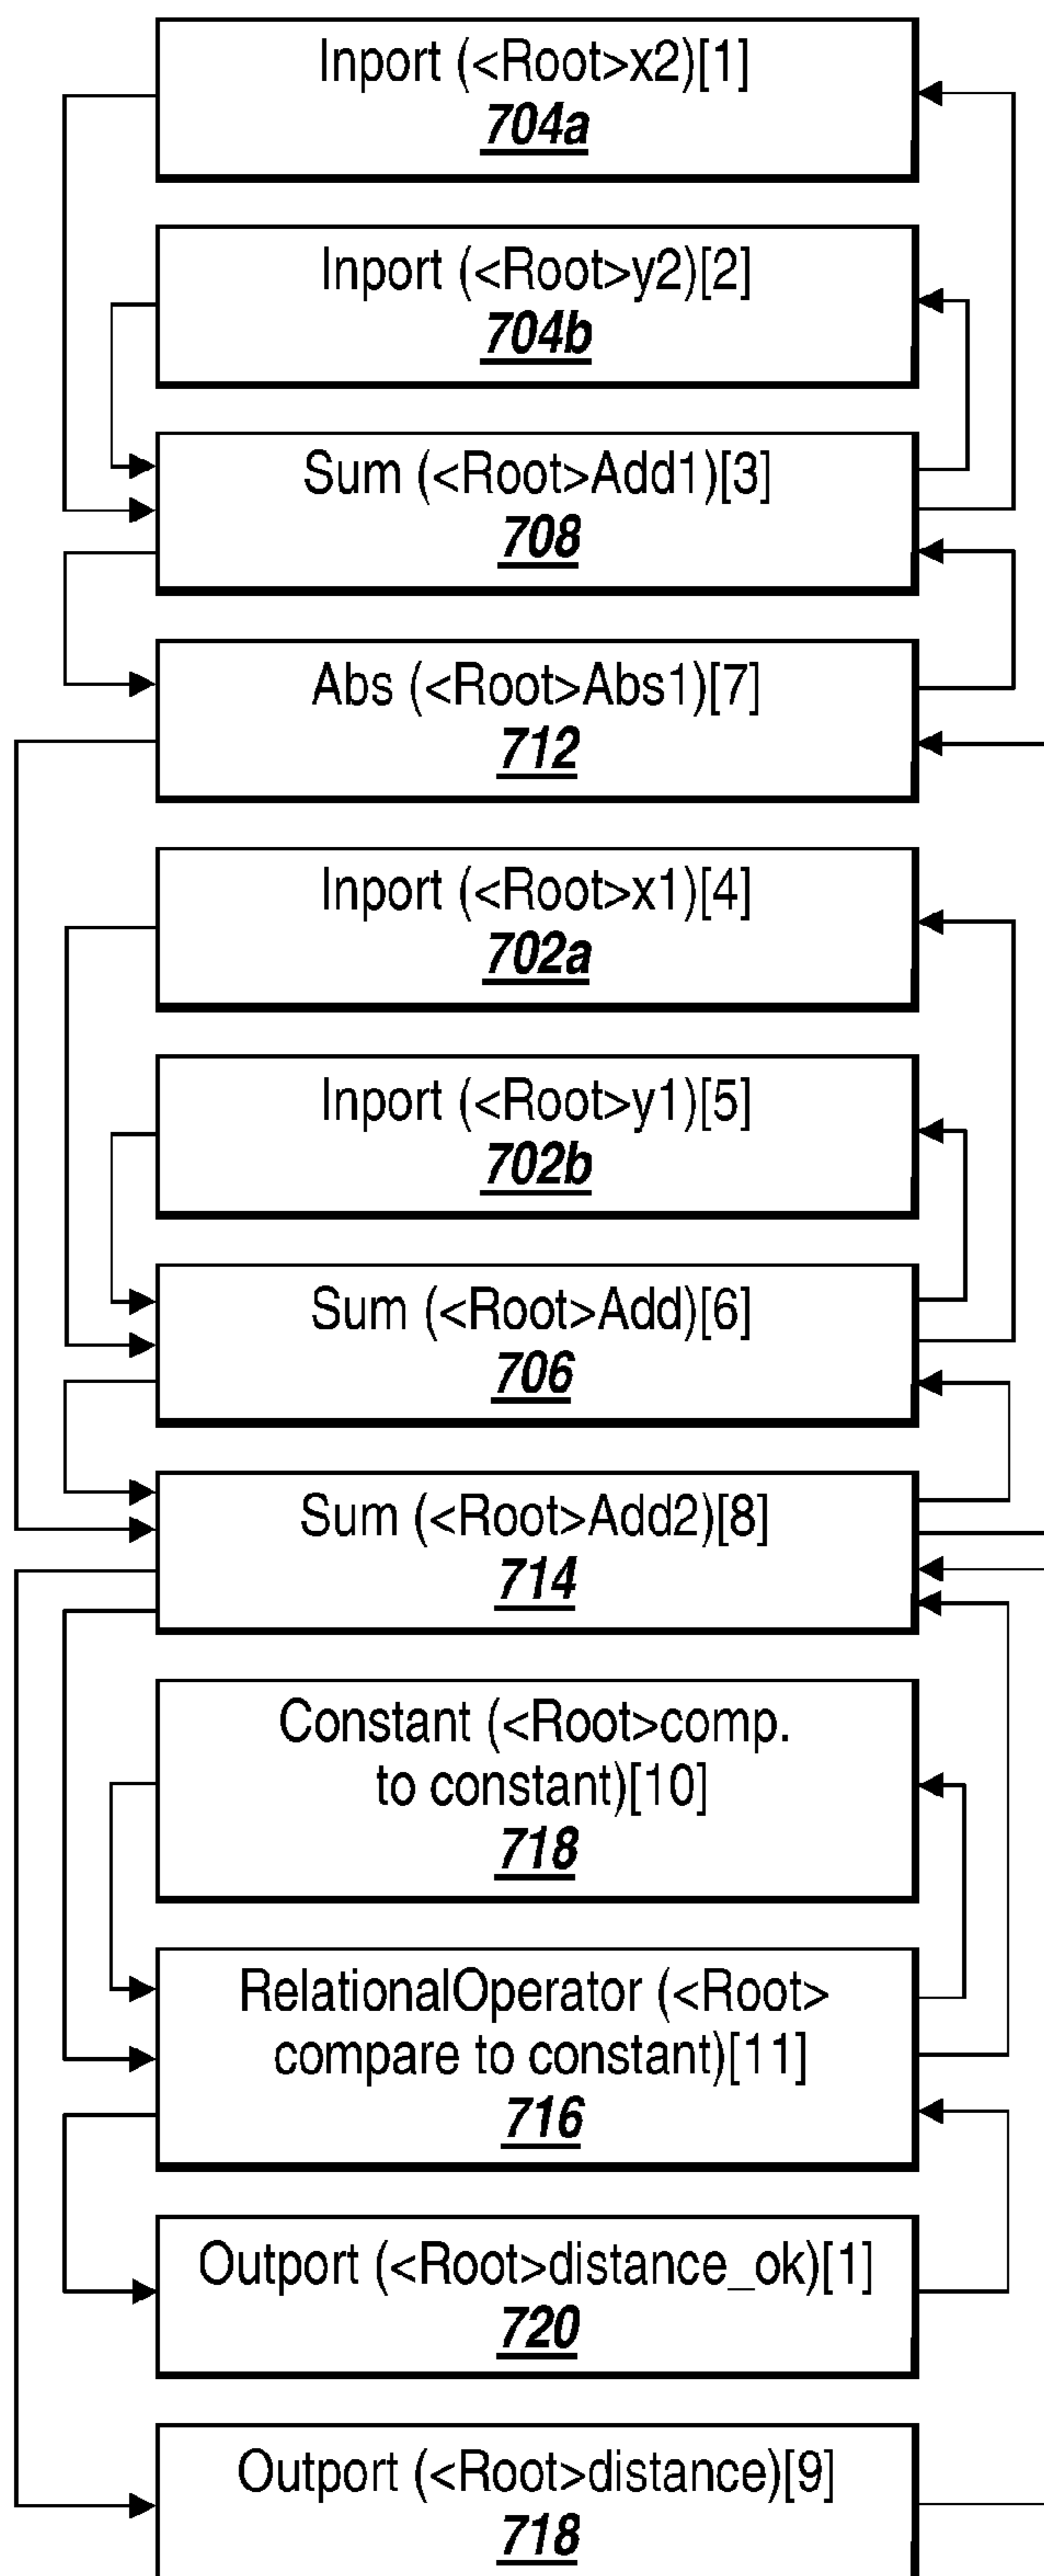 Inport (<Root>x2)[1]
704a
Inport (<Root>y2)[2]
704b
Sum (<Root>Add1)[3]
708
Abs (<Root>Abs1)[7]
712
Inport (<Root>x1)[4]
702a
Inport (<Root>y1)[5]
702b
Sum (<Root>Add)[6]
706
Sum (<Root>Add2)[8]
714
Constant (<Root>comp.
to constant)[10]
718
RelationalOperator (<Root>
compare to constant)[11]
716
Outport (<Root>distance_ok)[1]
720
Outport (<Root>distance)[9]
718